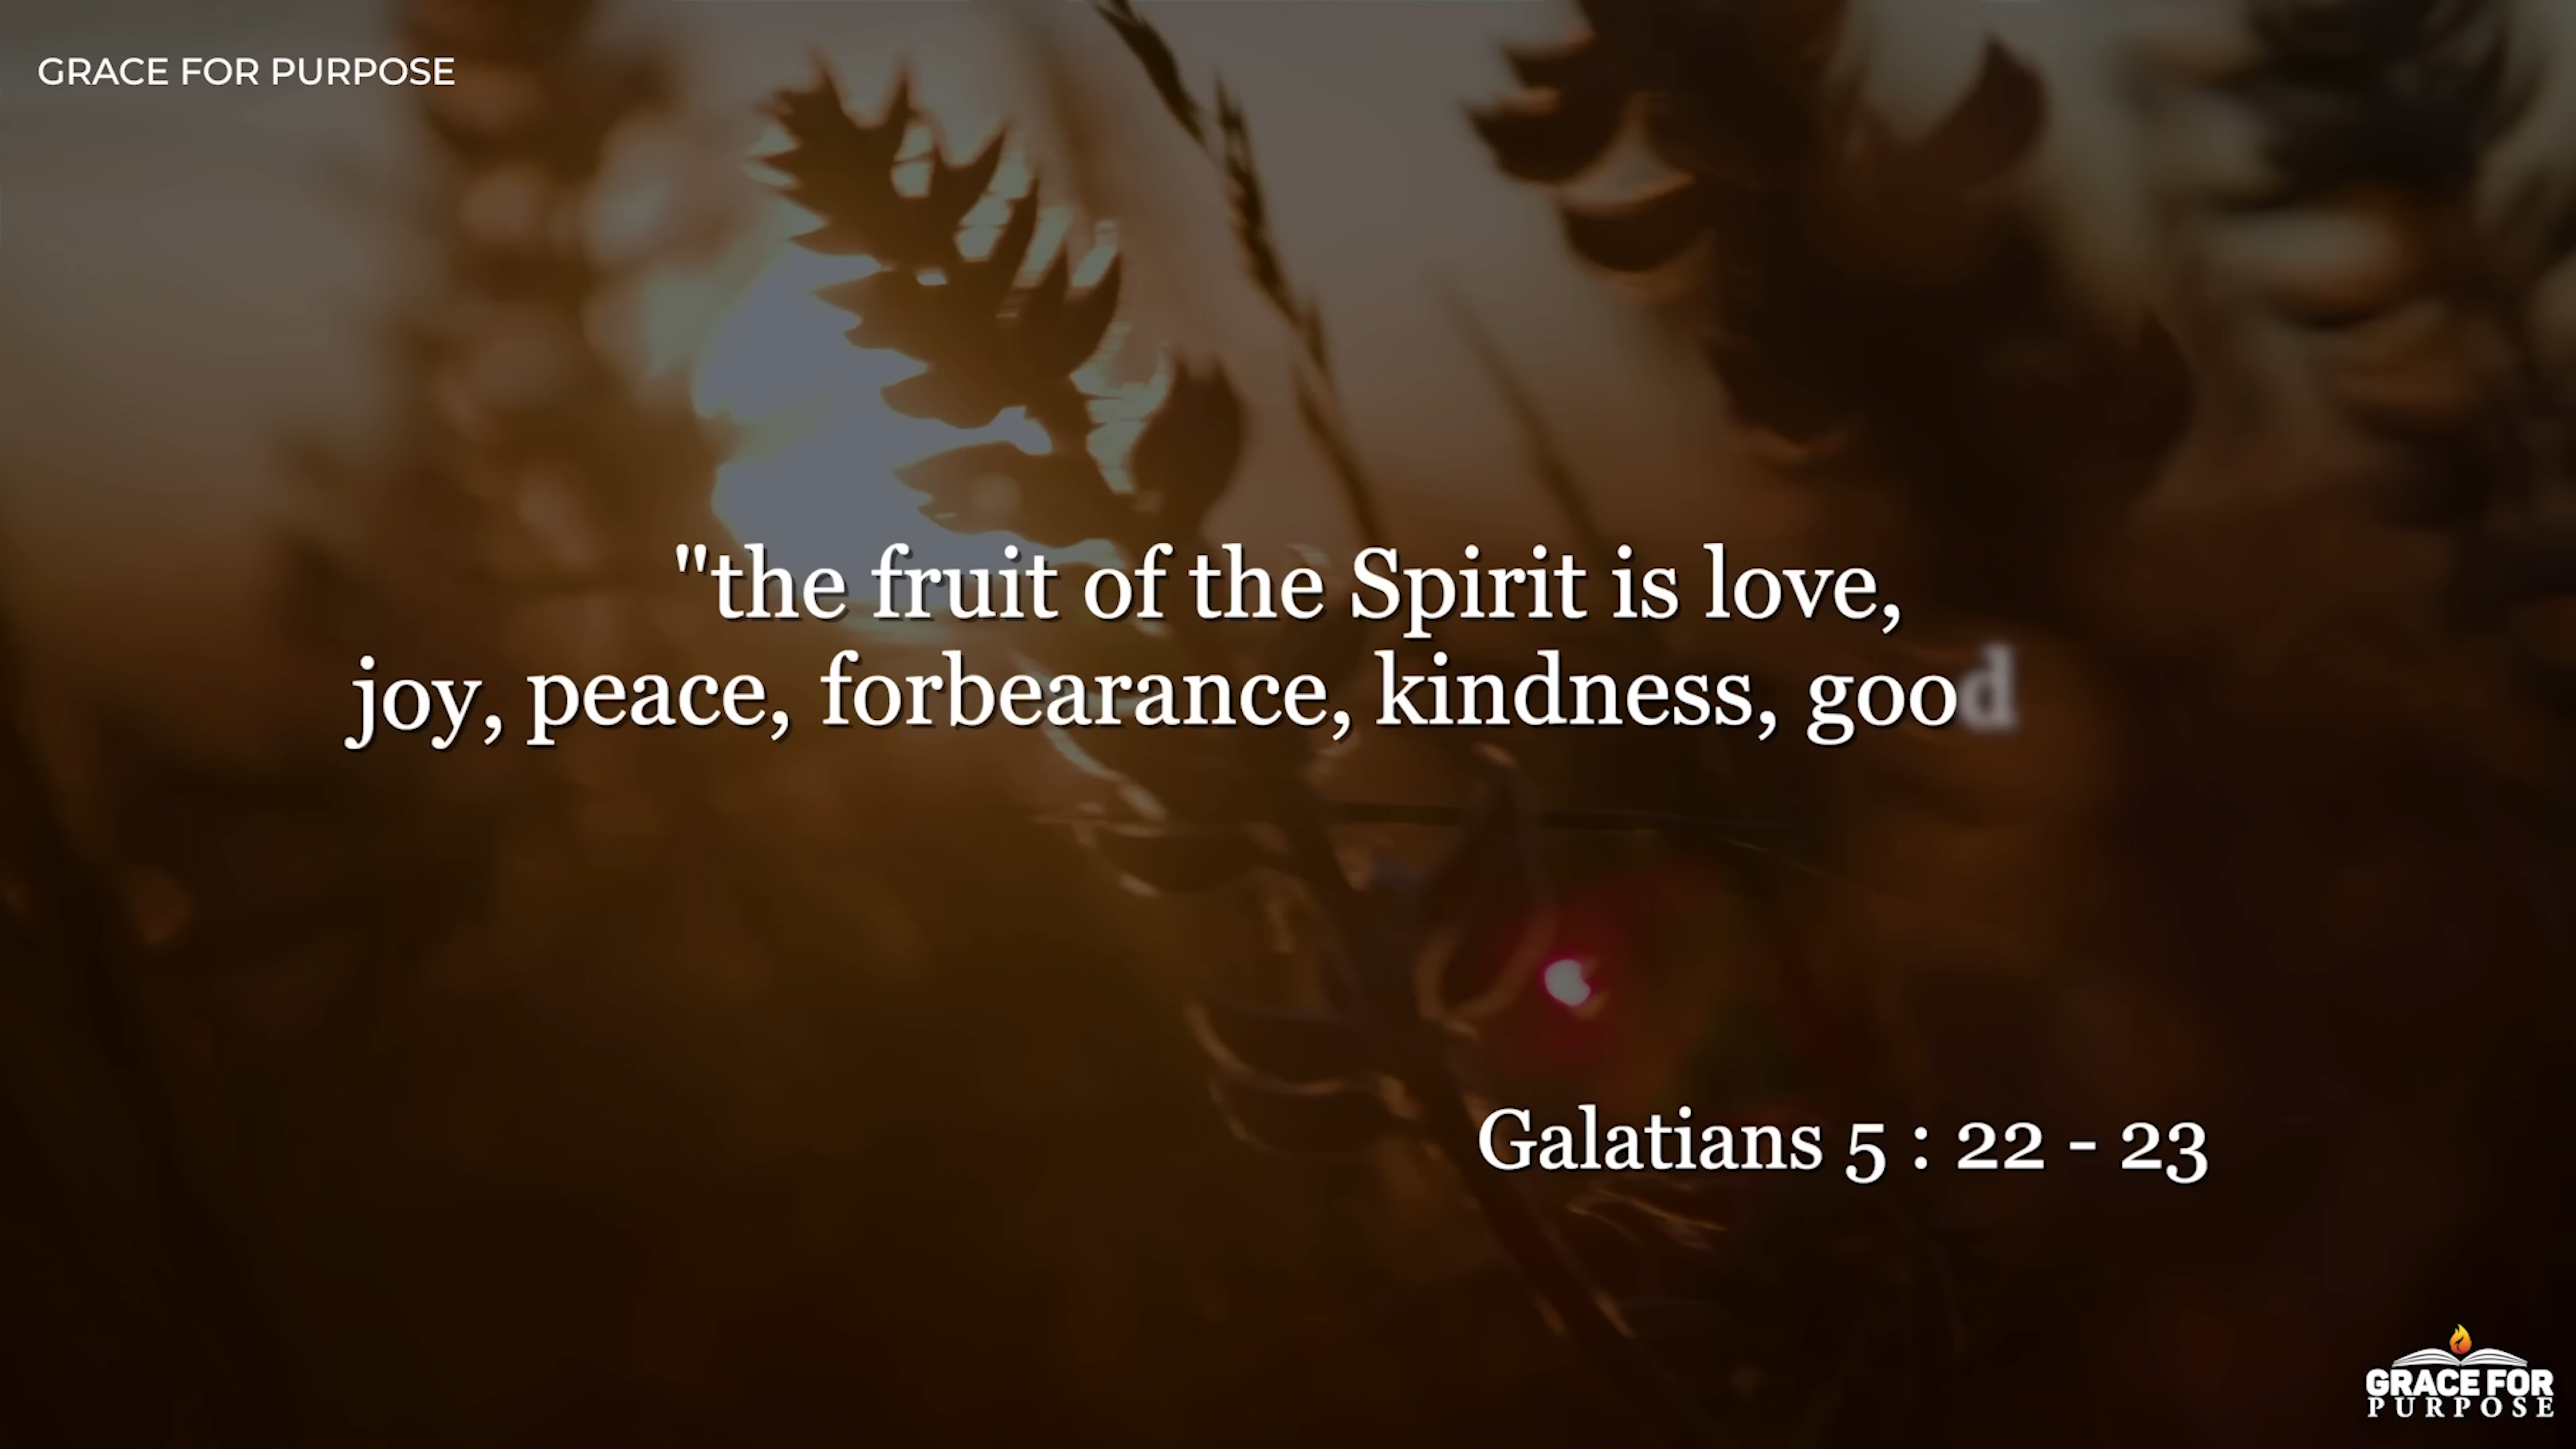 GRACE FOR PURPOSE
"the fruit of the Spirit is love,
joy, peace, forbearance, kindness, good
Galatians 5 : 22 - 23
GRACE FOR
PURPOSE